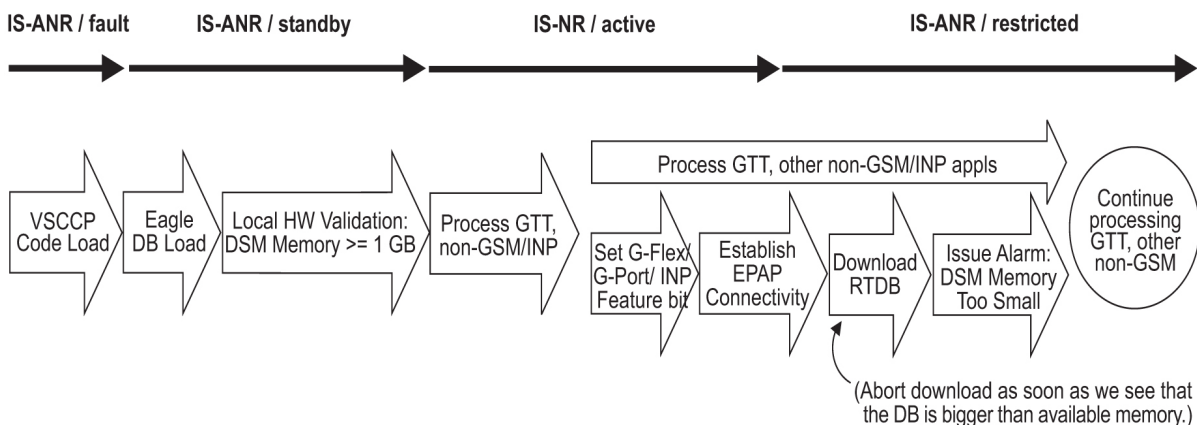 IS-ANR / fault
IS-ANR / standby
IS-NR / active
IS-ANR / restricted
Process GTT, other non-GSM/INP appls
VSCCP
Code Load
Eagle
DB Load
Local HW Validation:
DSM Memory >= 1 GB
Process GTT,
non-GSM/INP
Set G-Flex/
G-Port/ INP
Feature bit
Establish
EPAP
Connectivity
Download
RTDB
Issue Alarm:
DSM Memory
Too Small
Continue
processing
GTT, other
non-GSM
(Abort download as soon as we see that
the DB is bigger than available memory.)